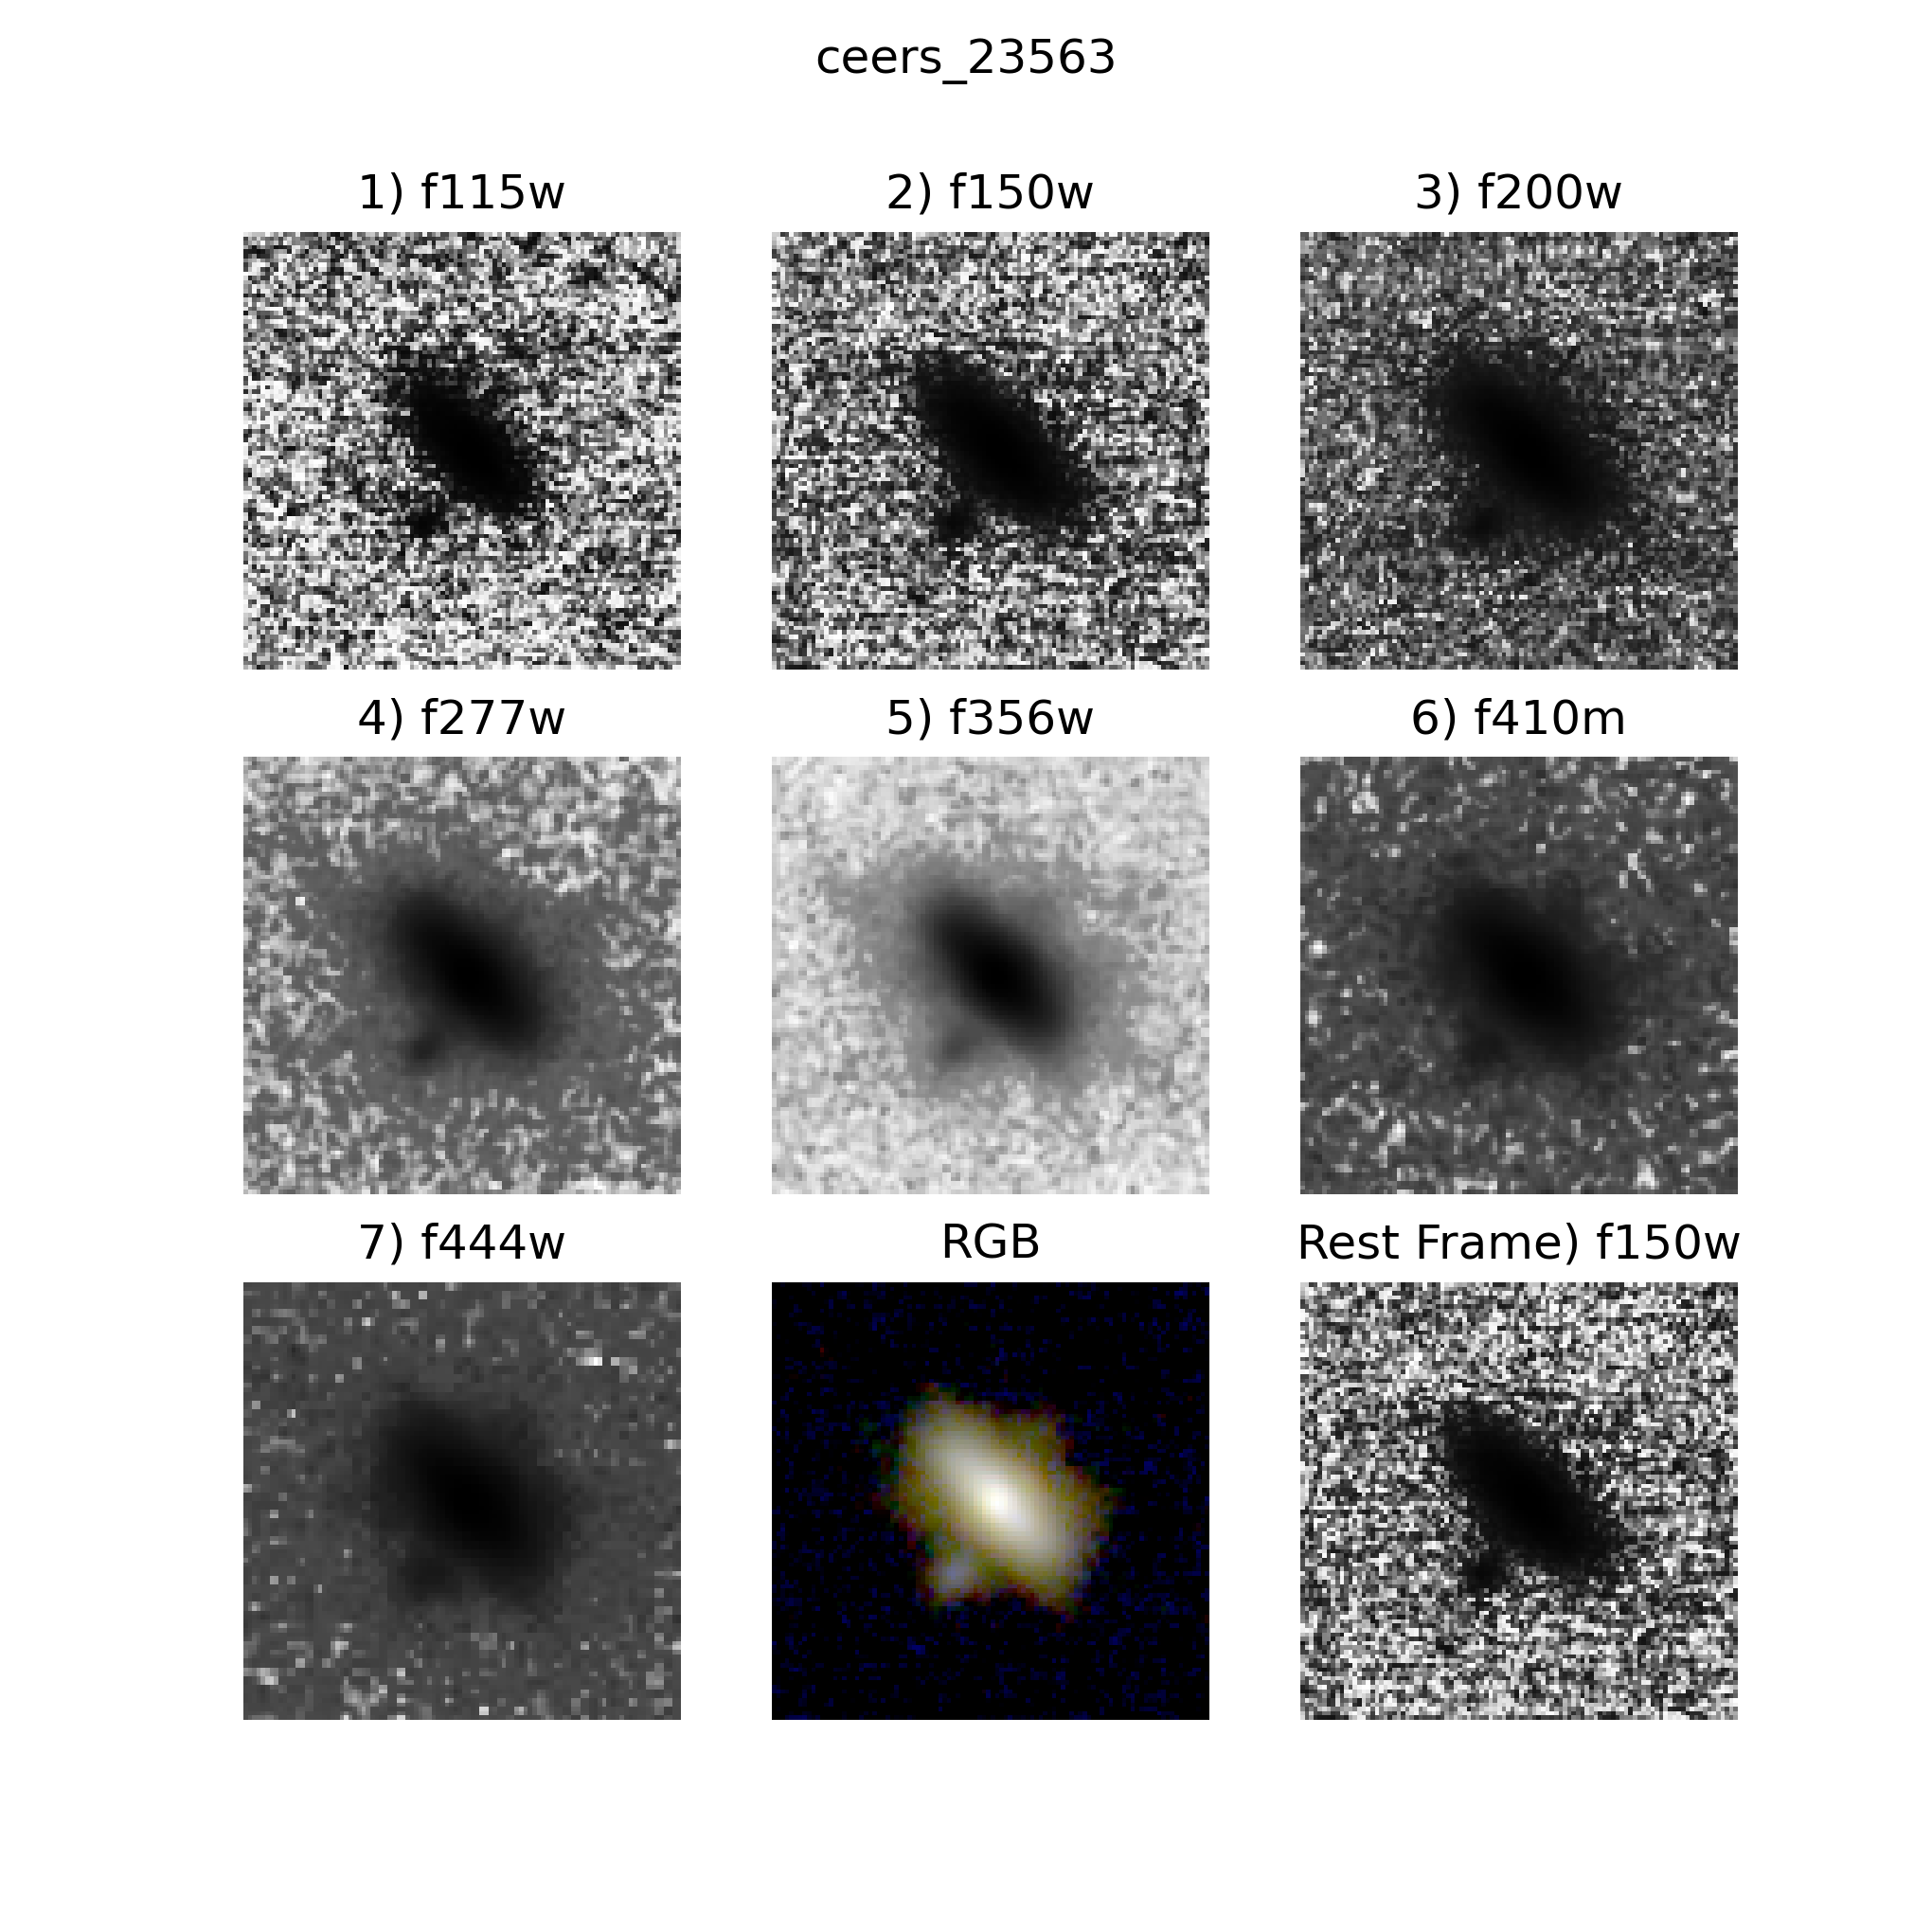 ceers_23563
1) f115w
2) f150w
3) f200w
4) f277w
5) f356w
6) f410m
7) f444w
RGB
Rest Frame) f150w